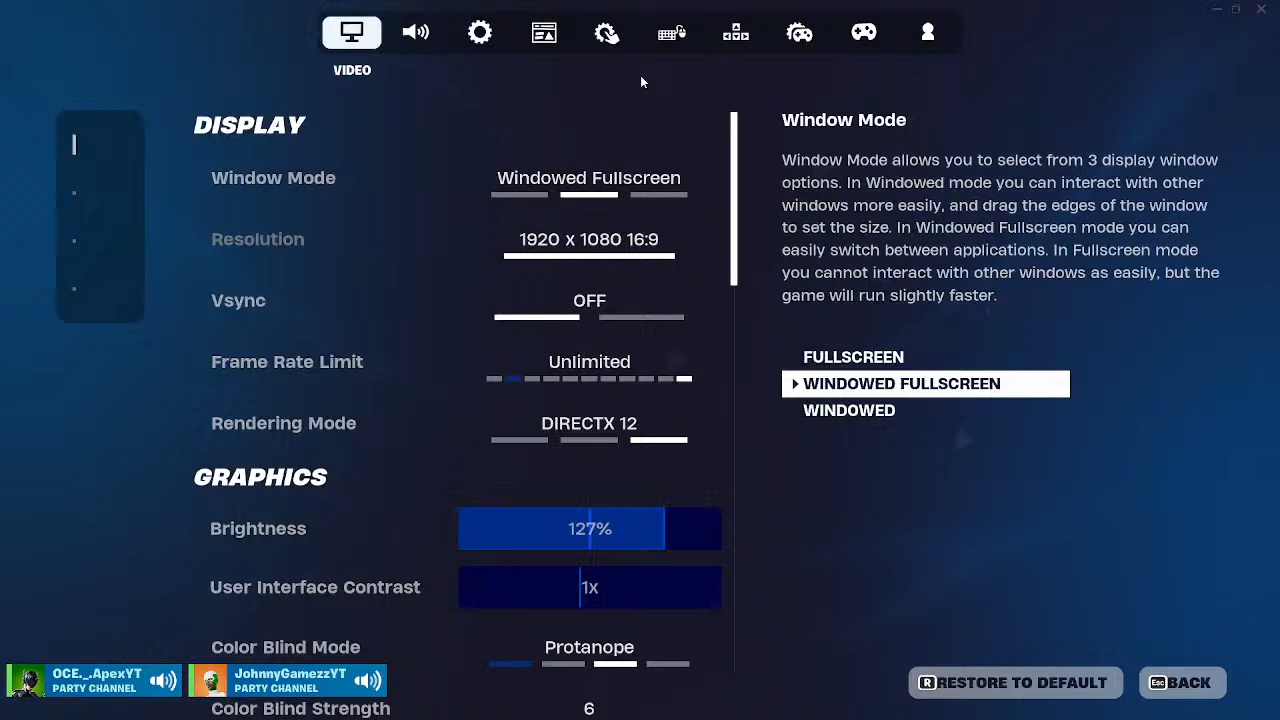 VIDEO
DISPLAY
Window Mode
Windowed Fullscreen
Resolution
1920 x 1080 16:9
Vsync
OFF
Frame Rate Limit
Unlimited
Rendering Mode
DIRECTX 12
GRAPHICS
Brightness
127%
User Interface Contrast
1x
Color Blind Mode
Protanope
Color Blind Strength
6
Window Mode
Window Mode allows you to select from 3 display window
options. In Windowed mode you can interact with other
windows more easily, and drag the edges of the window
to set the size. In Windowed Fullscreen mode you can
easily switch between applications. In Fullscreen mode
you cannot interact with other windows as easily, but the
game will run slightly faster.
FULLSCREEN
WINDOWED FULLSCREEN
WINDOWED
OCE._.ApexYT
PARTY CHANNEL
JohnnyGamezzYT
PARTY CHANNEL
R RESTORE TO DEFAULT
Esc BACK